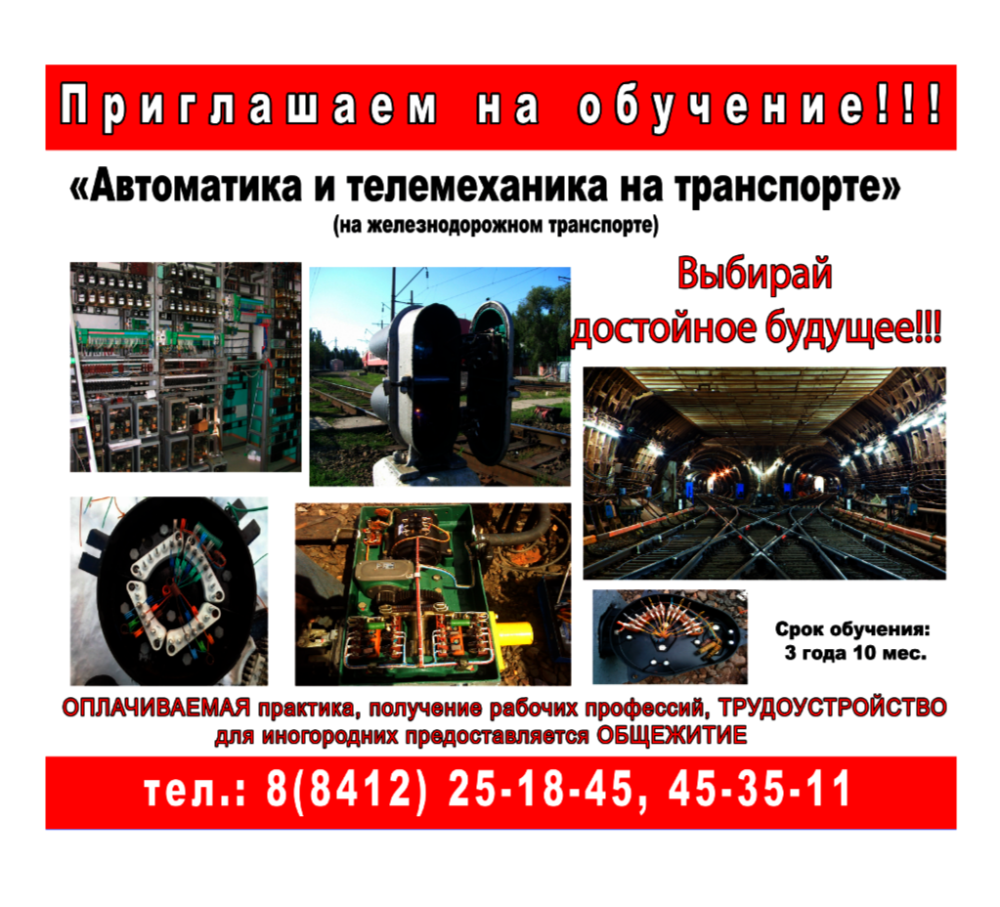 Приглашаем на обучение!!!
«Автоматика и телемеханика на транспорте»
(на железнодорожном транспорте)
Выбирай
достойное будущее!!!
Срок обучения:
3 года 10 мес.
ОПЛАЧИВАЕМАЯ практика, получение рабочих профессий, ТРУДОУСТРОЙСТВО
для иногородних предоставляется ОБЩЕЖИТИЕ
тел.: 8(8412) 25-18-45, 45-35-11